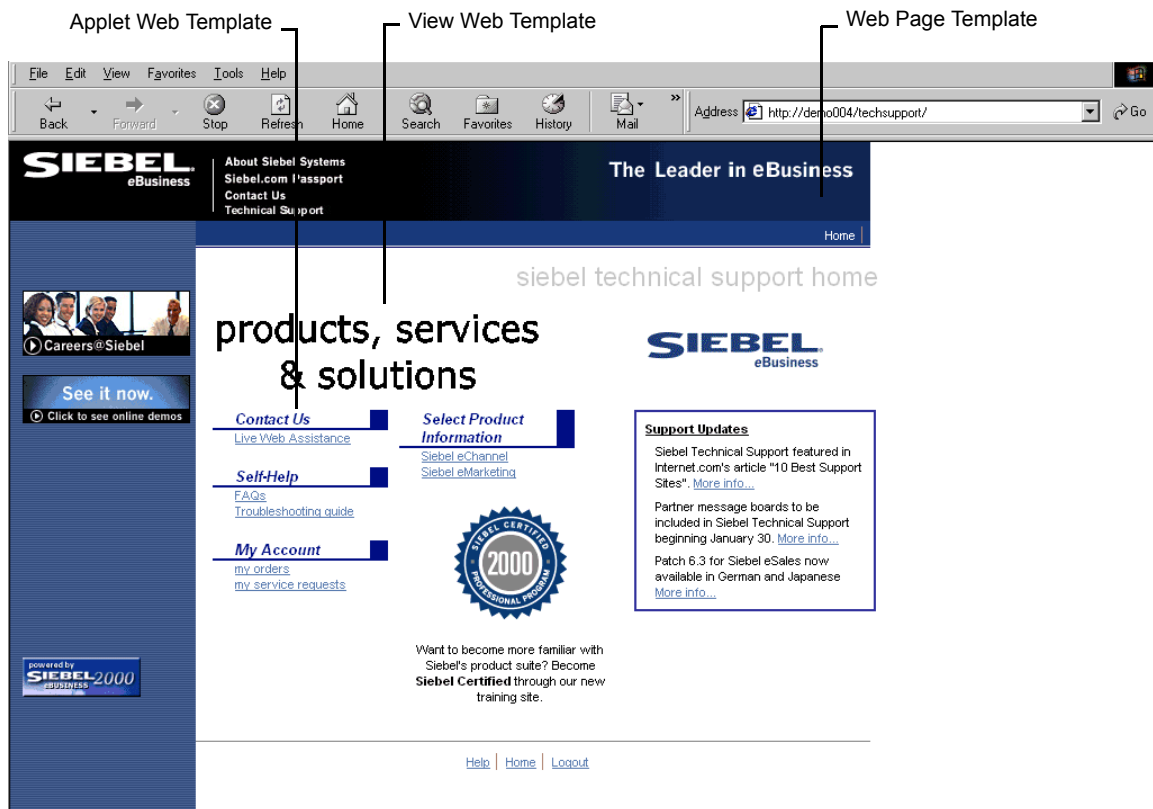 Applet Web Template
View Web Template
Web Page Template
File Edit View Favorites Tools Help
Back Forward Stop Refresh Home Search Favorites History Mail » Address http://demo004/techsupport/ Go
SIEBEL.
eBusiness
About Siebel Systems
Siebel.com Passport
Contact Us
Technical Support
The Leader in eBusiness
Home
siebel technical support home
Careers@Siebel
See it now.
Click to see online demos
products, services
& solutions
SIEBEL.
eBusiness
Contact Us
Live Web Assistance
Self-Help
FAQs
Troubleshooting guide
My Account
my orders
my service requests
Select Product
Information
Siebel eChannel
Siebel eMarketing
SIEBEL CERTIFIED
2000
PROFESSIONAL PROGRAM
Want to become more familiar with
Siebel's product suite? Become
Siebel Certified through our new
training site.
Support Updates
Siebel Technical Support featured in
Internet.com's article "10 Best Support
Sites". More info...
Partner message boards to be
included in Siebel Technical Support
beginning January 30. More info...
Patch 6.3 for Siebel eSales now
available in German and Japanese
More info...
powered by
SIEBEL 2000
eBUSINESS
Help Home Logout